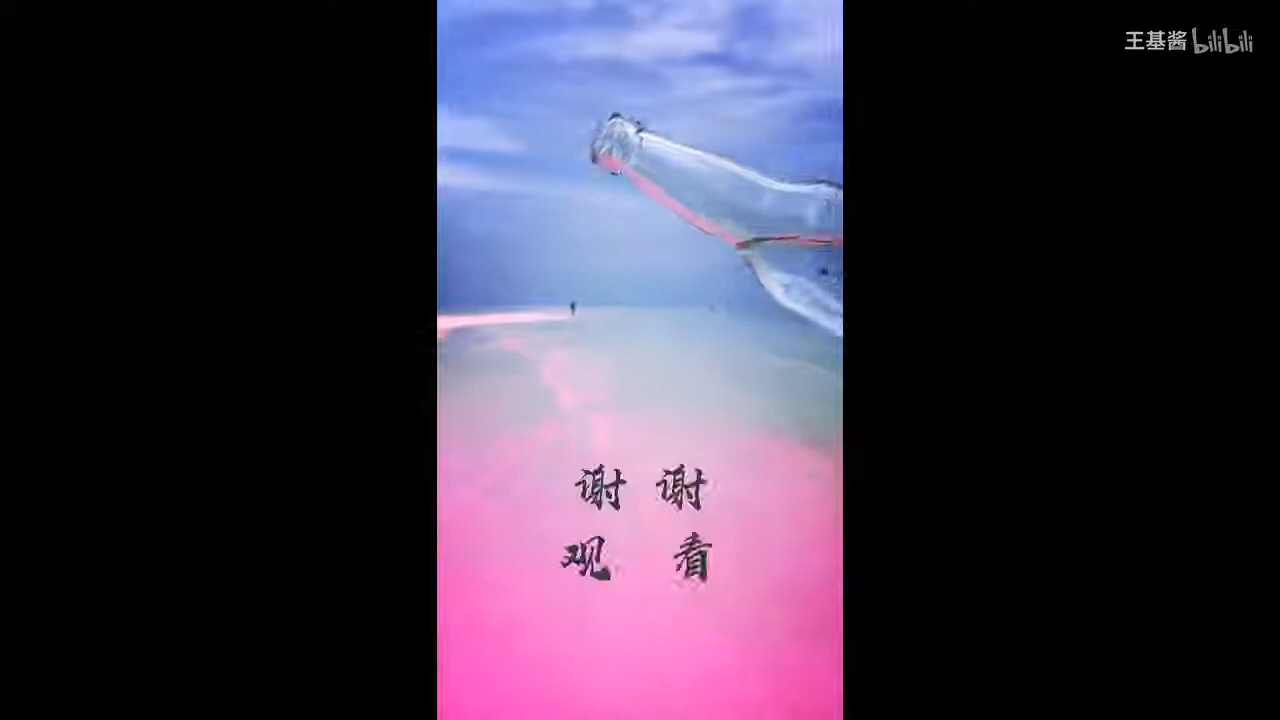 王基酱 bilibili
谢 谢
观 看